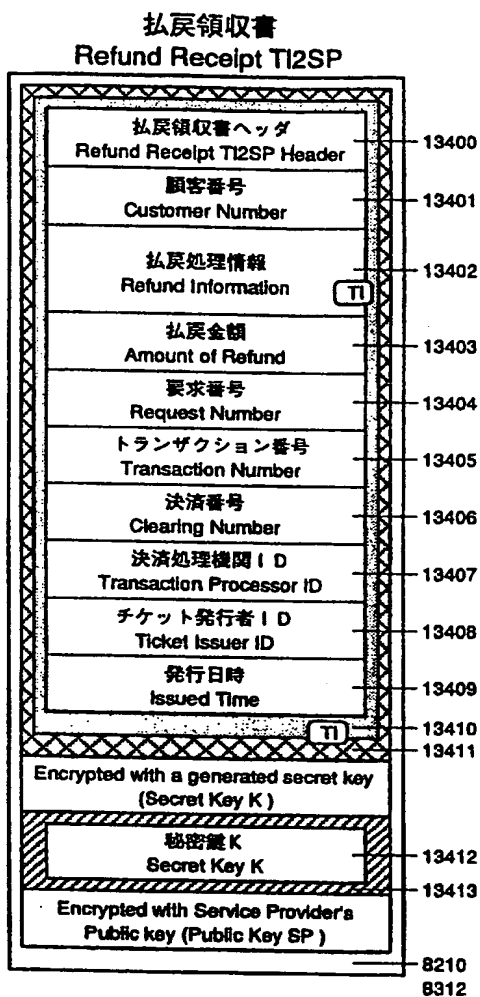 払戻領収書
Refund Receipt TI2SP
払戻領収書ヘッダ
Refund Receipt TI2SP Header
13400
顧客番号
Customer Number
13401
払戻処理情報
Refund Information
13402
TI
払戻金額
Amount of Refund
13403
要求番号
Request Number
13404
トランザクション番号
Transaction Number
13405
決済番号
Clearing Number
13406
決済処理機関ID
Transaction Processor ID
13407
チケット発行者ID
Ticket Issuer ID
13408
発行日時
Issued Time
13409
TI
13410
13411
Encrypted with a generated secret key
(Secret Key K)
秘密鍵K
Secret Key K
13412
13413
Encrypted with Service Provider's
Public key (Public Key SP)
8210
8312